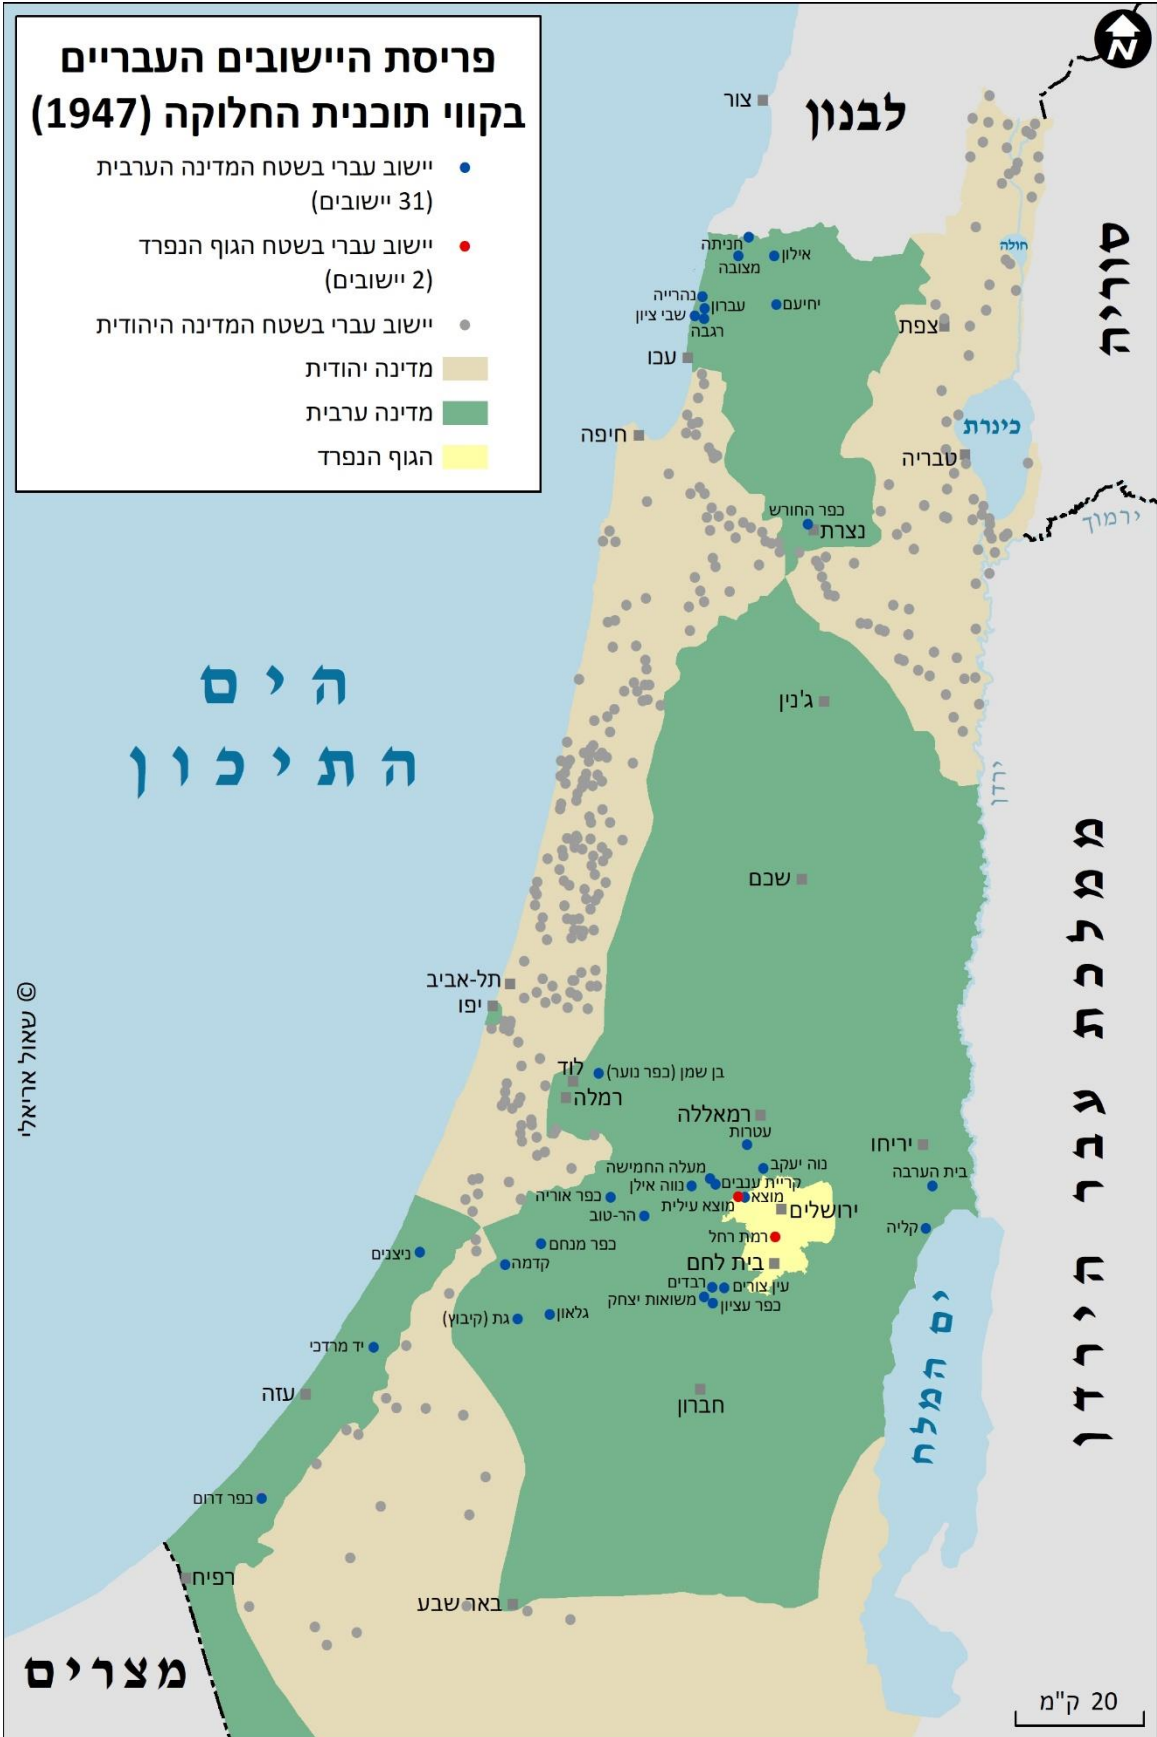 פריסת היישובים העבריים
בקווי תוכנית החלוקה (1947)
יישוב עברי בשטח המדינה הערבית
(31 יישובים)
יישוב עברי בשטח הגוף הנפרד
(2 יישובים)
יישוב עברי בשטח המדינה היהודית
מדינה יהודית
מדינה ערבית
הגוף הנפרד
N
צור
לבנון
סוריה
חניתה
אילון
מצובה
חולה
נהרייה
עברון
יחיעם
שבי ציון
רגבה
צפת
עכו
כינרת
חיפה
טבריה
כפר החורש
נצרת
ירמוך
הים
התיכון
ג'נין
ירדן
ממלכת עבר הירדן
שכם
תל-אביב
יפו
© שאול אריאלי
לוד
בן שמן (כפר נוער)
רמלה
רמאללה
עטרות
יריחו
נוה יעקב
מעלה החמישה
קריית ענבים
נווה אילן
בית הערבה
כפר אוריה
מוצא
מוצא עילית
ירושלים
הר-טוב
קליה
רמת רחל
כפר מנחם
ניצנים
קדמה
בית לחם
רבדים
עין צורים
משואות יצחק
כפר עציון
גלאון
גת (קיבוץ)
יד מרדכי
ים המלח
עזה
חברון
כפר דרום
רפיח
באר שבע
מצרים
20 ק"מ